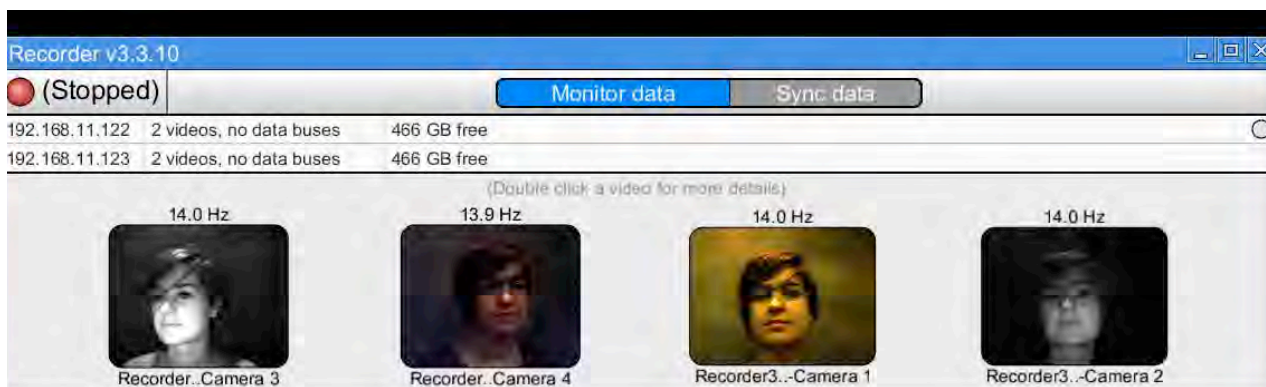 Recorder v3.3.10
(Stopped)
Monitor data Sync data
192.168.11.122 2 videos, no data buses 466 GB free
192.168.11.123 2 videos, no data buses 466 GB free
(Double click a video for more details)
14.0 Hz 13.9 Hz 14.0 Hz 14.0 Hz
Recorder..Camera 3 Recorder..Camera 4 Recorder3..-Camera 1 Recorder3..-Camera 2